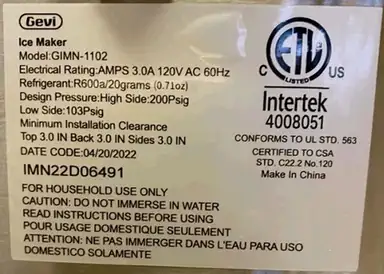 Gevi
Ice Maker
Model:GIMN-1102
Electrical Rating:AMPS 3.0A 120V AC 60Hz
Refrigerant:R600a/20grams (0.71oz)
Design Pressure:High Side:200Psig
Low Side:103Psig
Minimum Installation Clearance
Top 3.0 IN Back 3.0 IN Sides 3.0 IN
DATE CODE:04/20/2022
IMN22D06491
ETL
LISTED
C US
Intertek
4008051
CONFORMS TO UL STD. 563
CERTIFIED TO CSA
STD. C22.2 No.120
Make in China
FOR HOUSEHOLD USE ONLY
CAUTION: DO NOT IMMERSE IN WATER
READ INSTRUCTIONS BEFORE USING
POUR USAGE DOMESTIQUE SEULEMENT
ATTENTION: NE PAS IMMERGER DANS L'EAU PARA USO
DOMESTICO SOLAMENTE